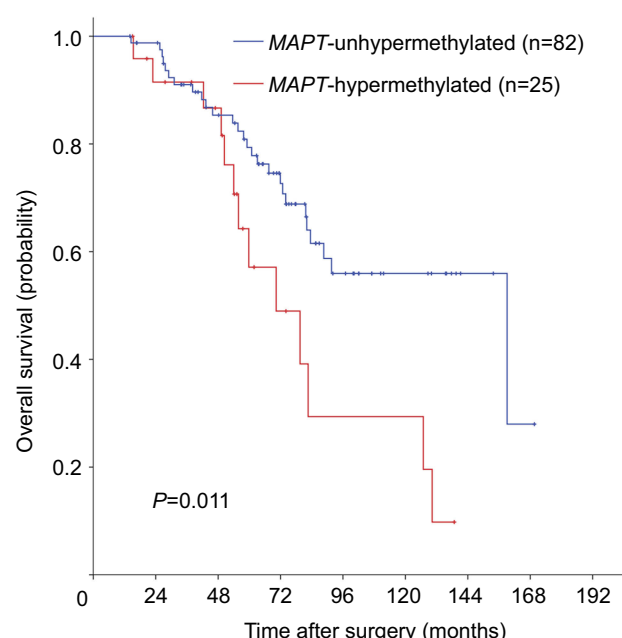 1.0
MAPT-unhypermethylated (n=82)
MAPT-hypermethylated (n=25)
0.8
0.6
0.4
0.2
Overall survival (probability)
P=0.011
0 24 48 72 96 120 144 168 192
Time after surgery (months)